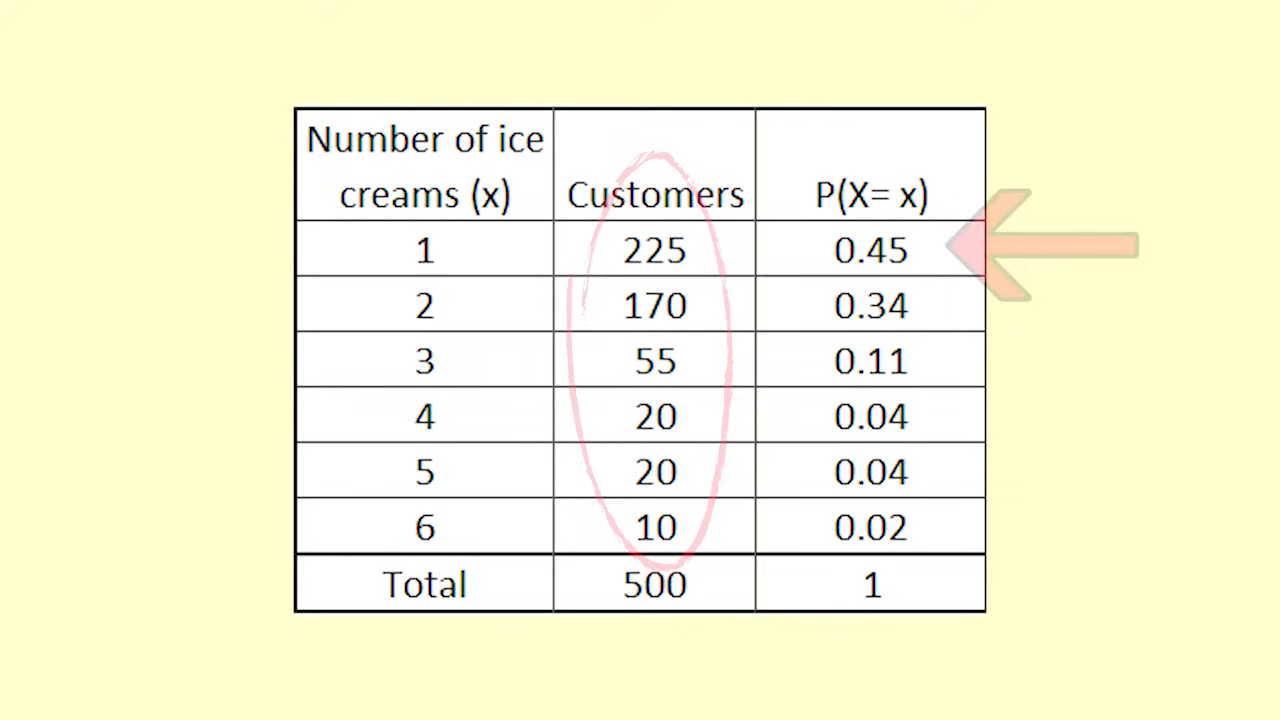 Number of ice
creams (x) Customers P(X= x)
1 225 0.45
2 170 0.34
3 55 0.11
4 20 0.04
5 20 0.04
6 10 0.02
Total 500 1